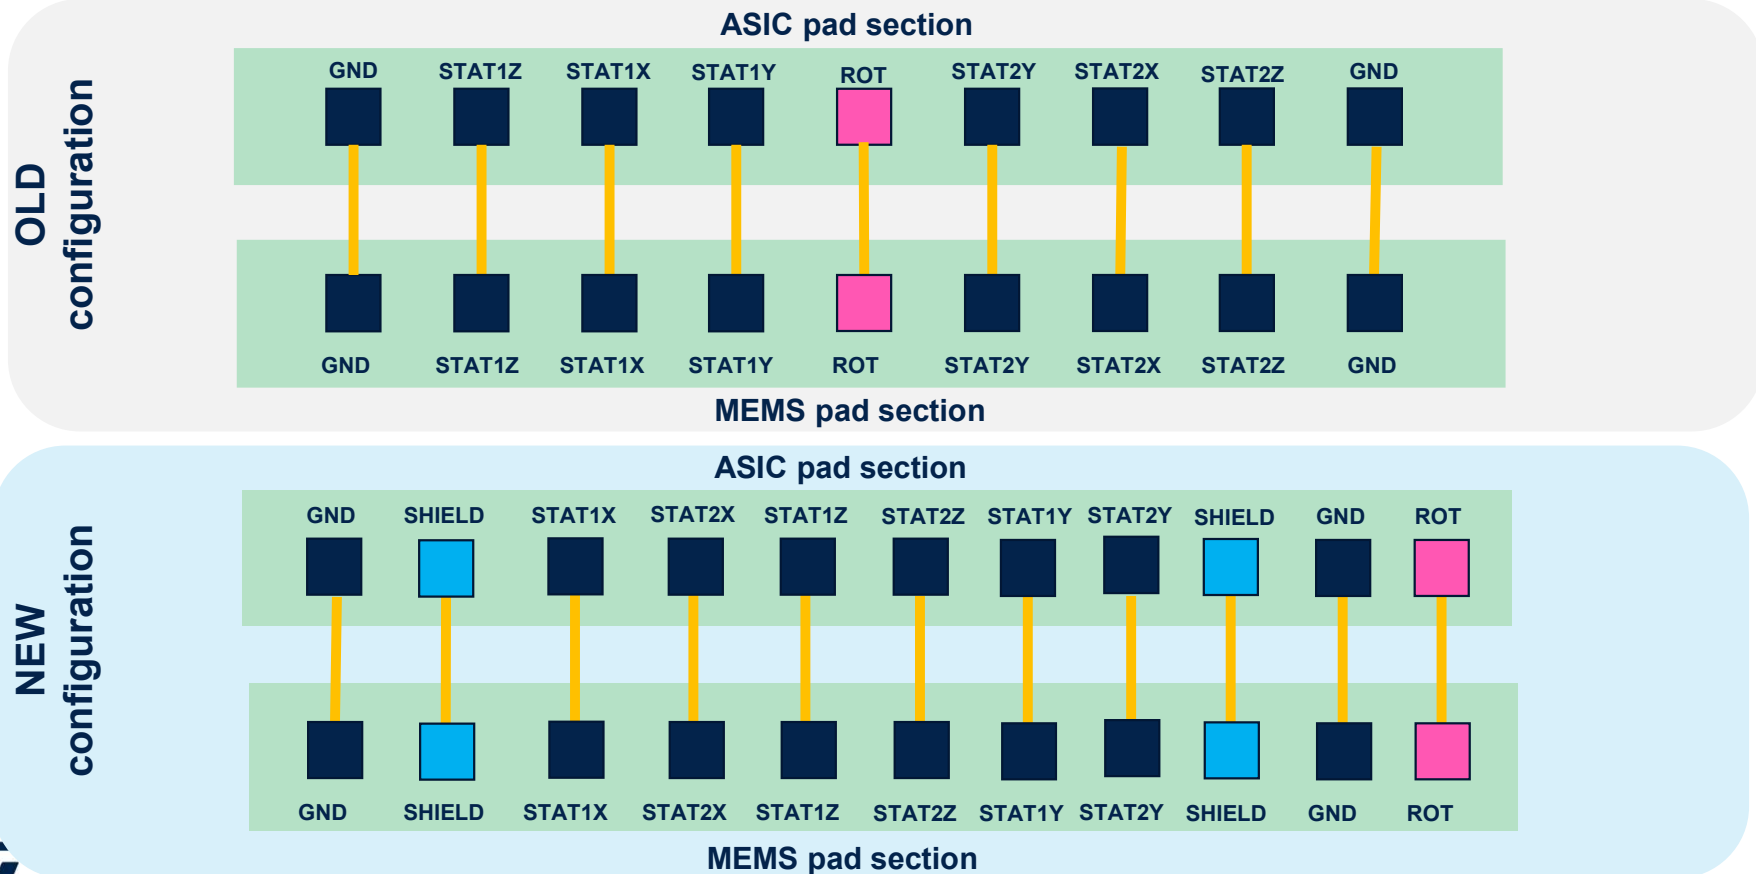 ASIC pad section
OLD
configuration
GND STAT1Z STAT1X STAT1Y ROT STAT2Y STAT2X STAT2Z GND
GND STAT1Z STAT1X STAT1Y ROT STAT2Y STAT2X STAT2Z GND
MEMS pad section
ASIC pad section
NEW
configuration
GND SHIELD STAT1X STAT2X STAT1Z STAT2Z STAT1Y STAT2Y SHIELD GND ROT
GND SHIELD STAT1X STAT2X STAT1Z STAT2Z STAT1Y STAT2Y SHIELD GND ROT
MEMS pad section